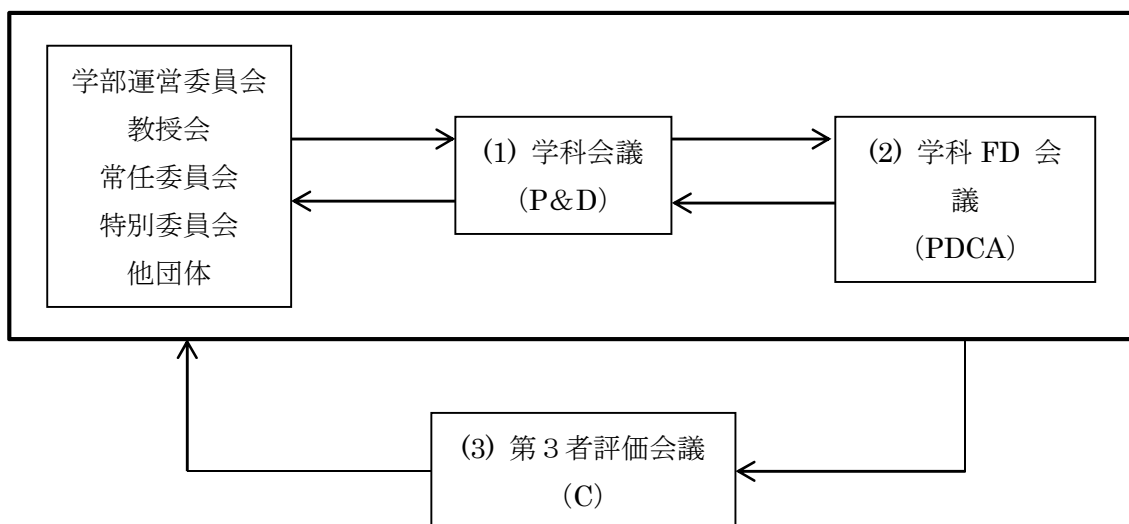 学部運営委員会
教授会
常任委員会
特別委員会
他団体
(1) 学科会議
（P＆D）
(2) 学科 FD 会
議
（PDCA）
(3) 第３者評価会議
（C）